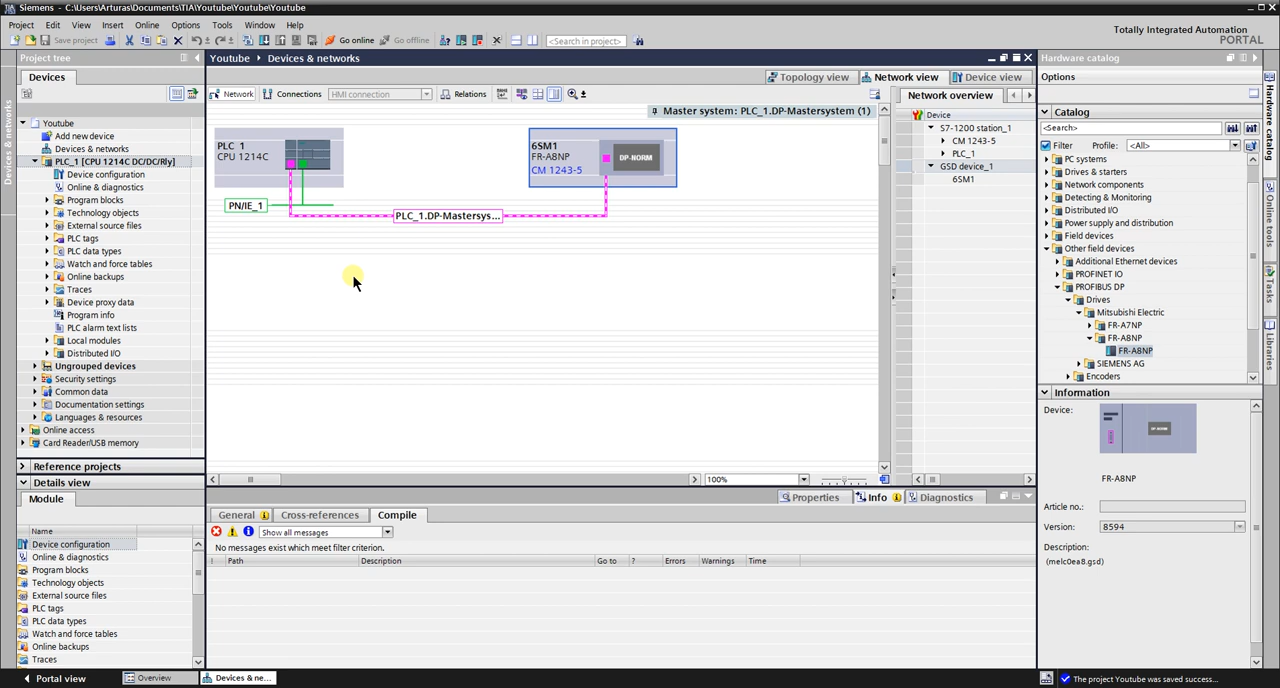 Siemens - C:\Users\Arturas\Documents\TIA\Youtube\Youtube
Project Edit View Insert Online Options Tools Window Help
Totally Integrated Automation
PORTAL
Save project
Go online
Go offline
<Search in project>
Project tree
Youtube Devices & networks
Hardware catalog
Devices
Topology view
Network view
Device view
Options
Network
Connections
HMI connection
Relations
Network overview
Master system: PLC_1.DP-Mastersystem (1)
Youtube
Add new device
Devices & networks
PLC_1 [CPU 1214C DC/DC/Rly]
Device configuration
Online & diagnostics
Program blocks
Technology objects
External source files
PLC tags
PLC data types
Watch and force tables
Online backups
Traces
Device proxy data
Program info
PLC alarm text lists
Local modules
Distributed I/O
Ungrouped devices
Security settings
Common data
Documentation settings
Languages & resources
Online access
Card Reader/USB memory
Reference projects
Details view
Module
Name
Device configuration
Online & diagnostics
Program blocks
Technology objects
External source files
PLC tags
PLC data types
Watch and force tables
Online backups
Traces
PLC 1
CPU 1214C
6SM1
FR-A8NP
CM 1243-5
DP-NORM
PN/IE_1
PLC_1.DP-Mastersys...
100%
Device
S7-1200 station_1
CM 1243-5
PLC_1
GSD device_1
6SM1
Properties
Info
Diagnostics
General
Cross-references
Compile
Show all messages
No messages exist which meet filter criterion.
! Path Description Go to ? Errors Warnings Time
Catalog
<Search>
Filter Profile: <All>
PC systems
Drives & starters
Network components
Detecting & Monitoring
Distributed I/O
Power supply and distribution
Field devices
Other field devices
Additional Ethernet devices
PROFINET IO
PROFIBUS DP
Drives
Mitsubishi Electric
FR-A7NP
FR-A8NP
FR-A8NP
SIEMENS AG
Encoders
Information
Device:
DP-NORM
FR-A8NP
Article no.:
Version: 8594
Description:
(melc0ea8.gsd)
Devices & networks
Hardware catalog
Online tools
Tasks
Libraries
Portal view
Overview
Devices & ne...
The project Youtube was saved success...